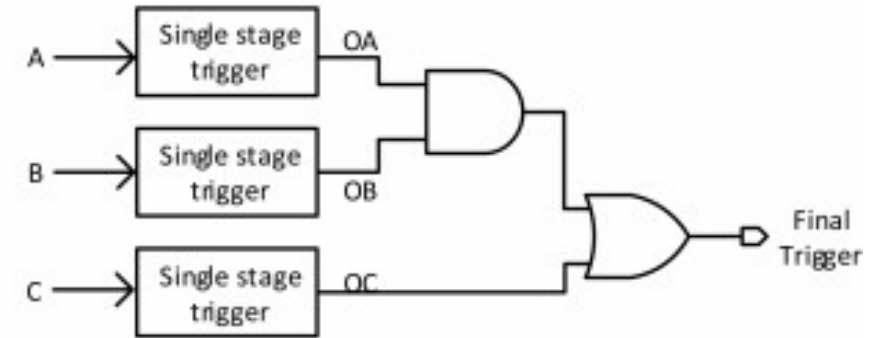 A
Single stage
trigger
OA
B
Single stage
trigger
OB
C
Single stage
trigger
OC
Final
Trigger